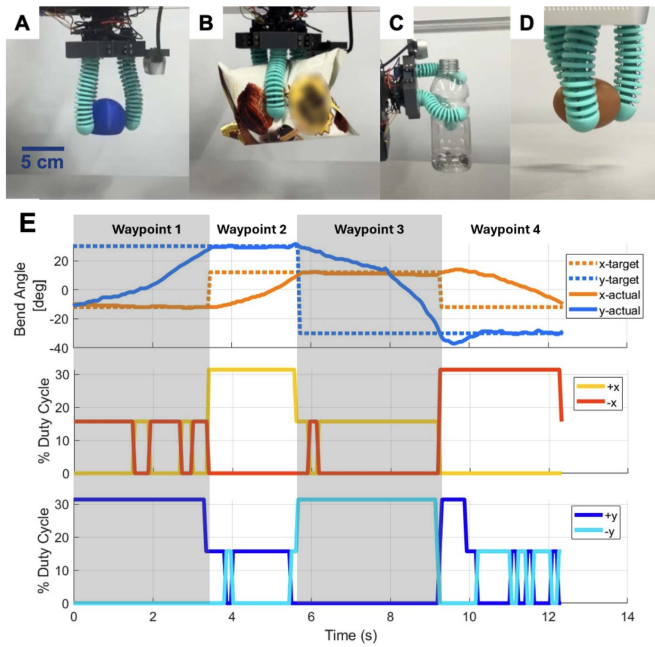 A
B
C
D
5 cm
E
Waypoint 1
Waypoint 2
Waypoint 3
Waypoint 4
Bend Angle
[deg]
20
0
-20
-40
x-target
y-target
x-actual
y-actual
% Duty Cycle
30
20
10
0
+x
-x
% Duty Cycle
30
20
10
0
+y
-y
0
2
4
6
8
10
12
14
Time (s)